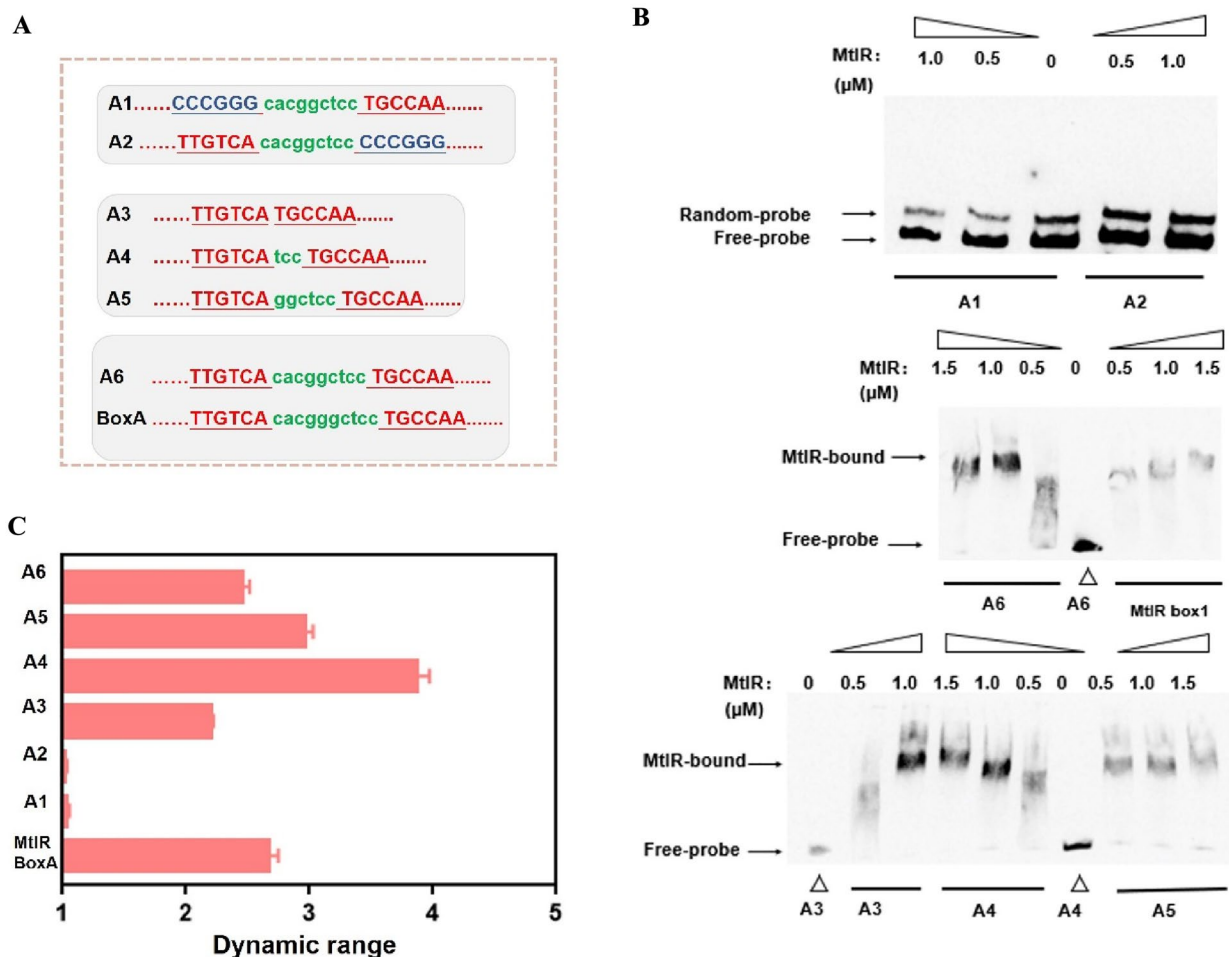 A
A1......CCCGGG cacggctcc TGCCAA.......
A2 ......TTGTCA cacggctcc CCCGGG.......
A3 ......TTGTCA TGCCAA.......
A4 ......TTGTCA tcc TGCCAA.......
A5 ......TTGTCA ggctcc TGCCAA.......
A6 ......TTGTCA cacggctcc TGCCAA.......
BoxA ......TTGTCA cacgggctcc TGCCAA.......
B
MtlR: 1.0 0.5 0 0.5 1.0
(μM)
Random-probe
Free-probe
A1 A2
MtlR: 1.5 1.0 0.5 0 0.5 1.0 1.5
(μM)
MtlR-bound
Free-probe
A6 A6 MtlR box1
MtlR: 0 0.5 1.0 1.5 1.0 0.5 0 0.5 1.0 1.5
(μM)
MtlR-bound
Free-probe
A3 A3 A4 A4 A5
C
A6
A5
A4
A3
A2
A1
MtlR
BoxA
1 2 3 4 5
Dynamic range